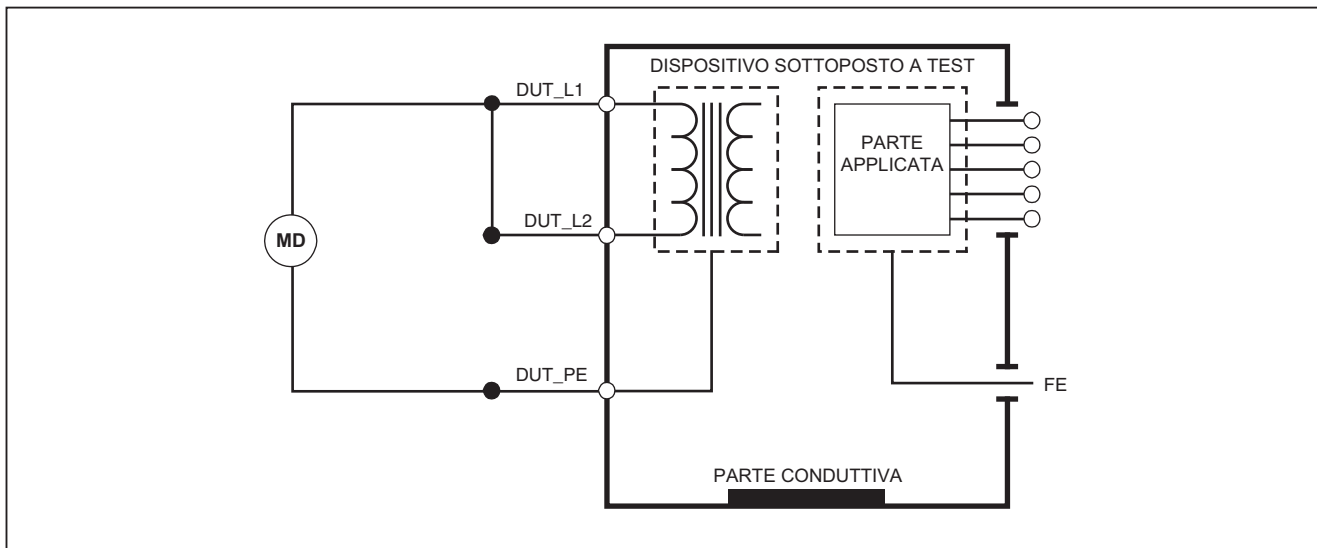 DISPOSITIVO SOTTOPOSTO A TEST
DUT_L1
PARTE
APPLICATA
DUT_L2
MD
DUT_PE
FE
PARTE CONDUTTIVA